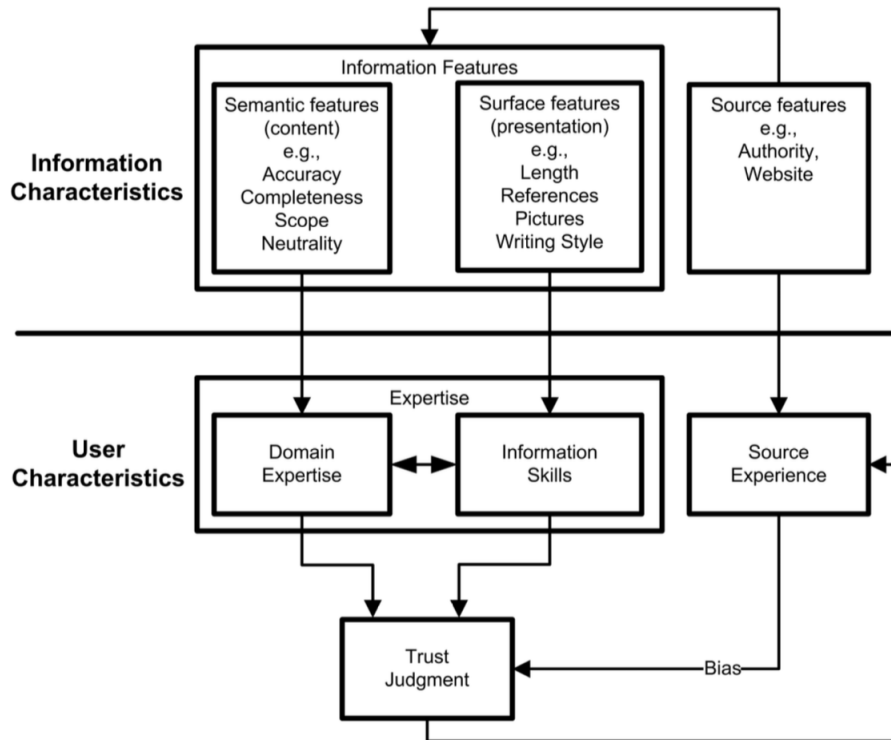 Information Features
Semantic features
(content)
e.g.,
Accuracy
Completeness
Scope
Neutrality
Surface features
(presentation)
e.g.,
Length
References
Pictures
Writing Style
Source features
e.g.,
Authority,
Website
Information
Characteristics
Expertise
Domain
Expertise
Information
Skills
Source
Experience
User
Characteristics
Trust
Judgment
Bias